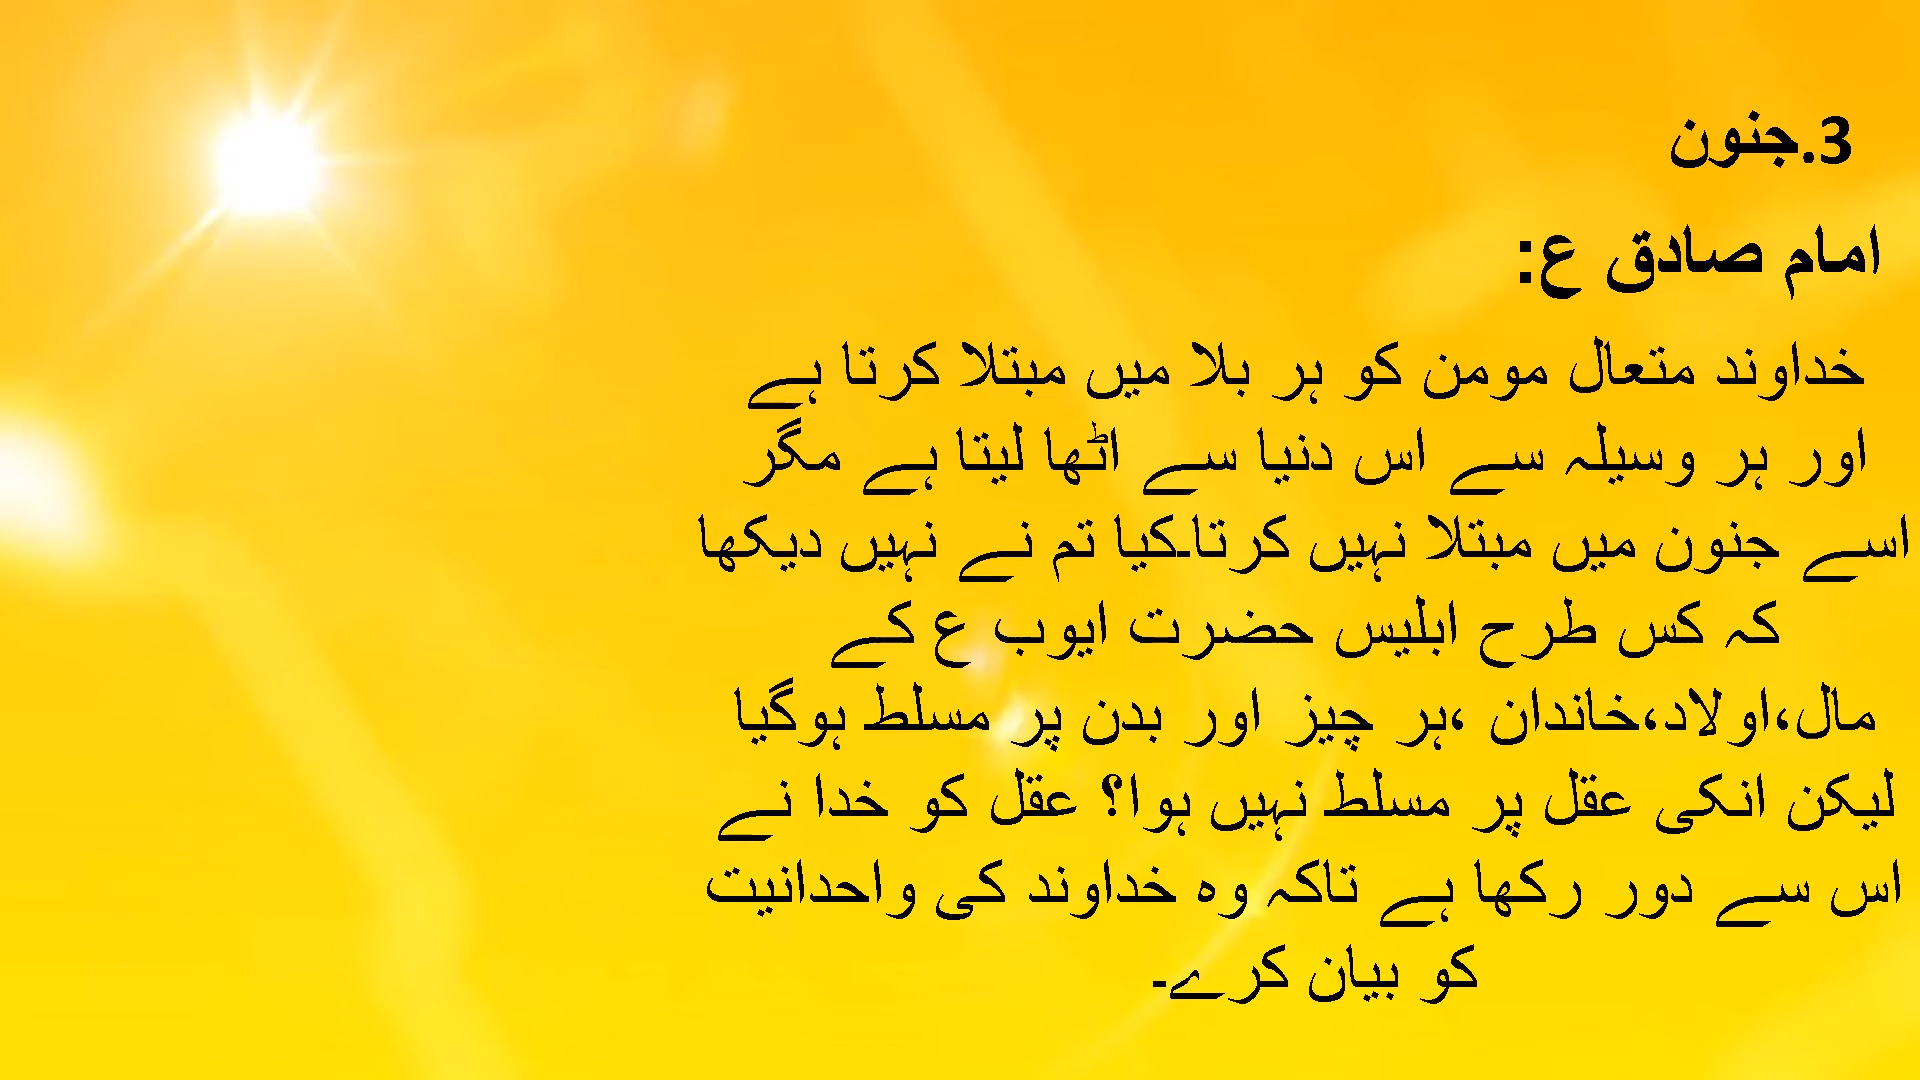 3.جنون
امام صادق ع:
خداوند متعال مومن کو ہر بلا میں مبتلا کرتا ہے
اور ہر وسیلہ سے اس دنیا سے اٹھا لیتا ہے مگر
اسے جنون میں مبتلا نہیں کرتا۔کیا تم نے نہیں دیکھا
کہ کس طرح ابلیس حضرت ایوب ع کے
مال،اولاد،خاندان ،ہر چیز اور بدن پر مسلط ہوگیا
لیکن انکی عقل پر مسلط نہیں ہوا؟ عقل کو خدا نے
اس سے دور رکھا ہے تاکہ وہ خداوند کی واحدانیت
کو بیان کرے۔